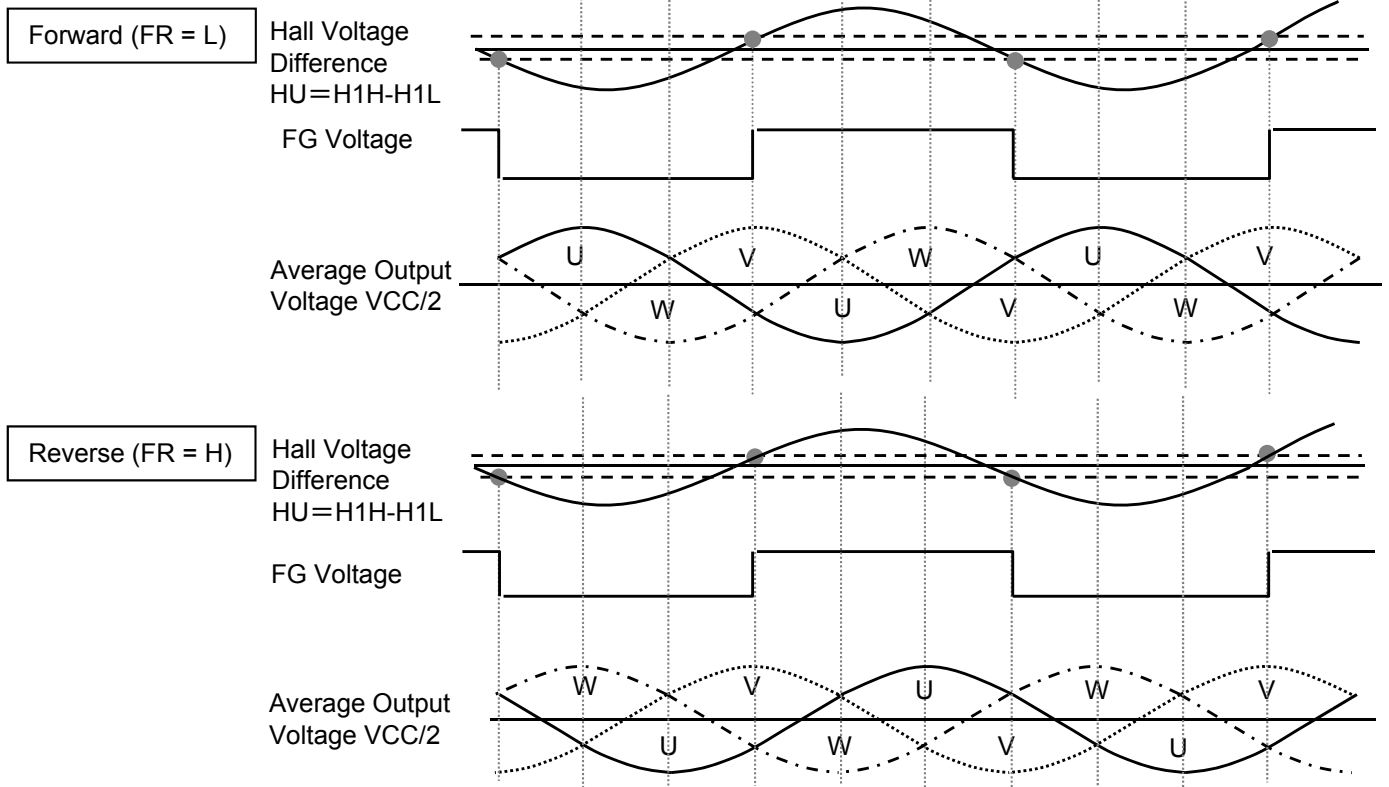 Forward (FR = L)
Hall Voltage
Difference
HU＝H1H-H1L
FG Voltage
U
V
W
U
V
Average Output
Voltage VCC/2
W
U
V
W
Reverse (FR = H)
Hall Voltage
Difference
HU＝H1H-H1L
FG Voltage
W
V
U
W
V
Average Output
Voltage VCC/2
U
W
V
U